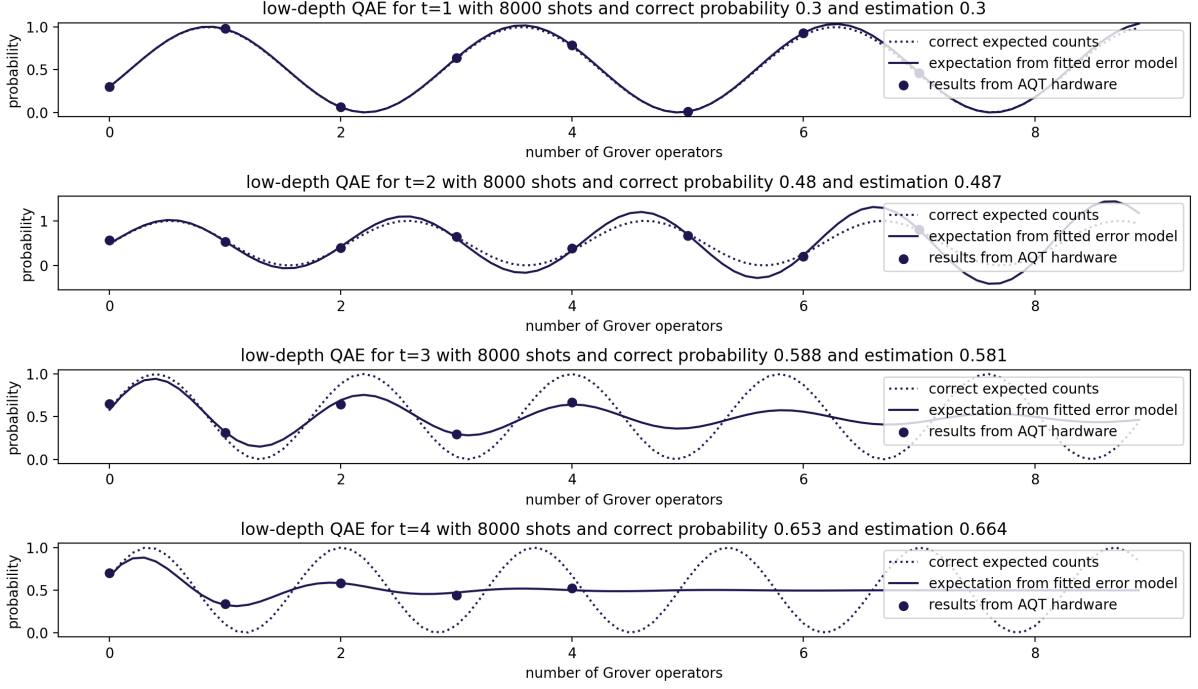 low-depth QAE for t=1 with 8000 shots and correct probability 0.3 and estimation 0.3
1.0
0.5
0.0
probability
correct expected counts
expectation from fitted error model
results from AQT hardware
0 2 4 6 8
number of Grover operators
low-depth QAE for t=2 with 8000 shots and correct probability 0.48 and estimation 0.487
1
0
probability
correct expected counts
expectation from fitted error model
results from AQT hardware
0 2 4 6 8
number of Grover operators
low-depth QAE for t=3 with 8000 shots and correct probability 0.588 and estimation 0.581
1.0
0.5
0.0
probability
correct expected counts
expectation from fitted error model
results from AQT hardware
0 2 4 6 8
number of Grover operators
low-depth QAE for t=4 with 8000 shots and correct probability 0.653 and estimation 0.664
1.0
0.5
0.0
probability
correct expected counts
expectation from fitted error model
results from AQT hardware
0 2 4 6 8
number of Grover operators